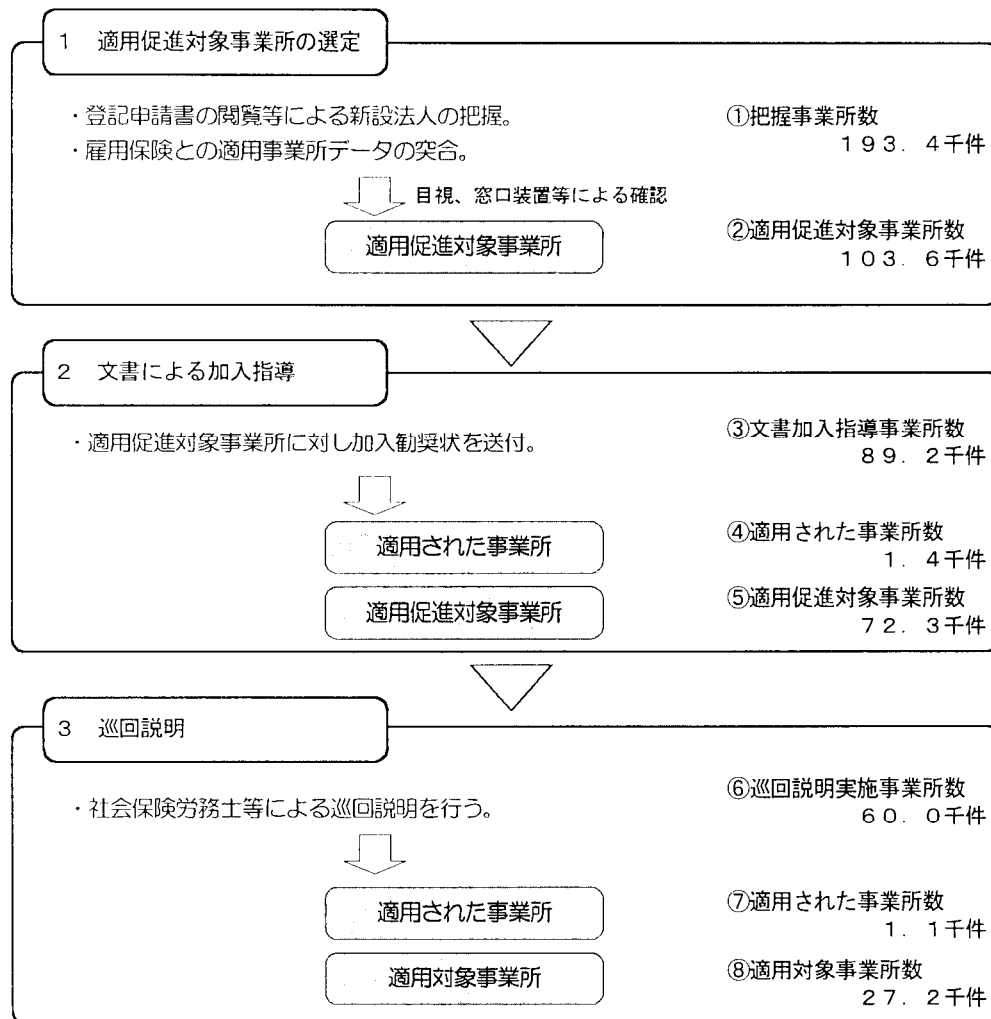 1 適用促進対象事業所の選定
・登記申請書の閲覧等による新設法人の把握。
・雇用保険との適用事業所データの突合。
①把握事業所数
193.4千件
目視、窓口装置等による確認
適用促進対象事業所
②適用促進対象事業所数
103.6千件
2 文書による加入指導
・適用促進対象事業所に対し加入勧奨状を送付。
③文書加入指導事業所数
89.2千件
適用された事業所
④適用された事業所数
1.4千件
適用促進対象事業所
⑤適用促進対象事業所数
72.3千件
3 巡回説明
・社会保険労務士等による巡回説明を行う。
⑥巡回説明実施事業所数
60.0千件
適用された事業所
⑦適用された事業所数
1.1千件
適用対象事業所
⑧適用対象事業所数
27.2千件